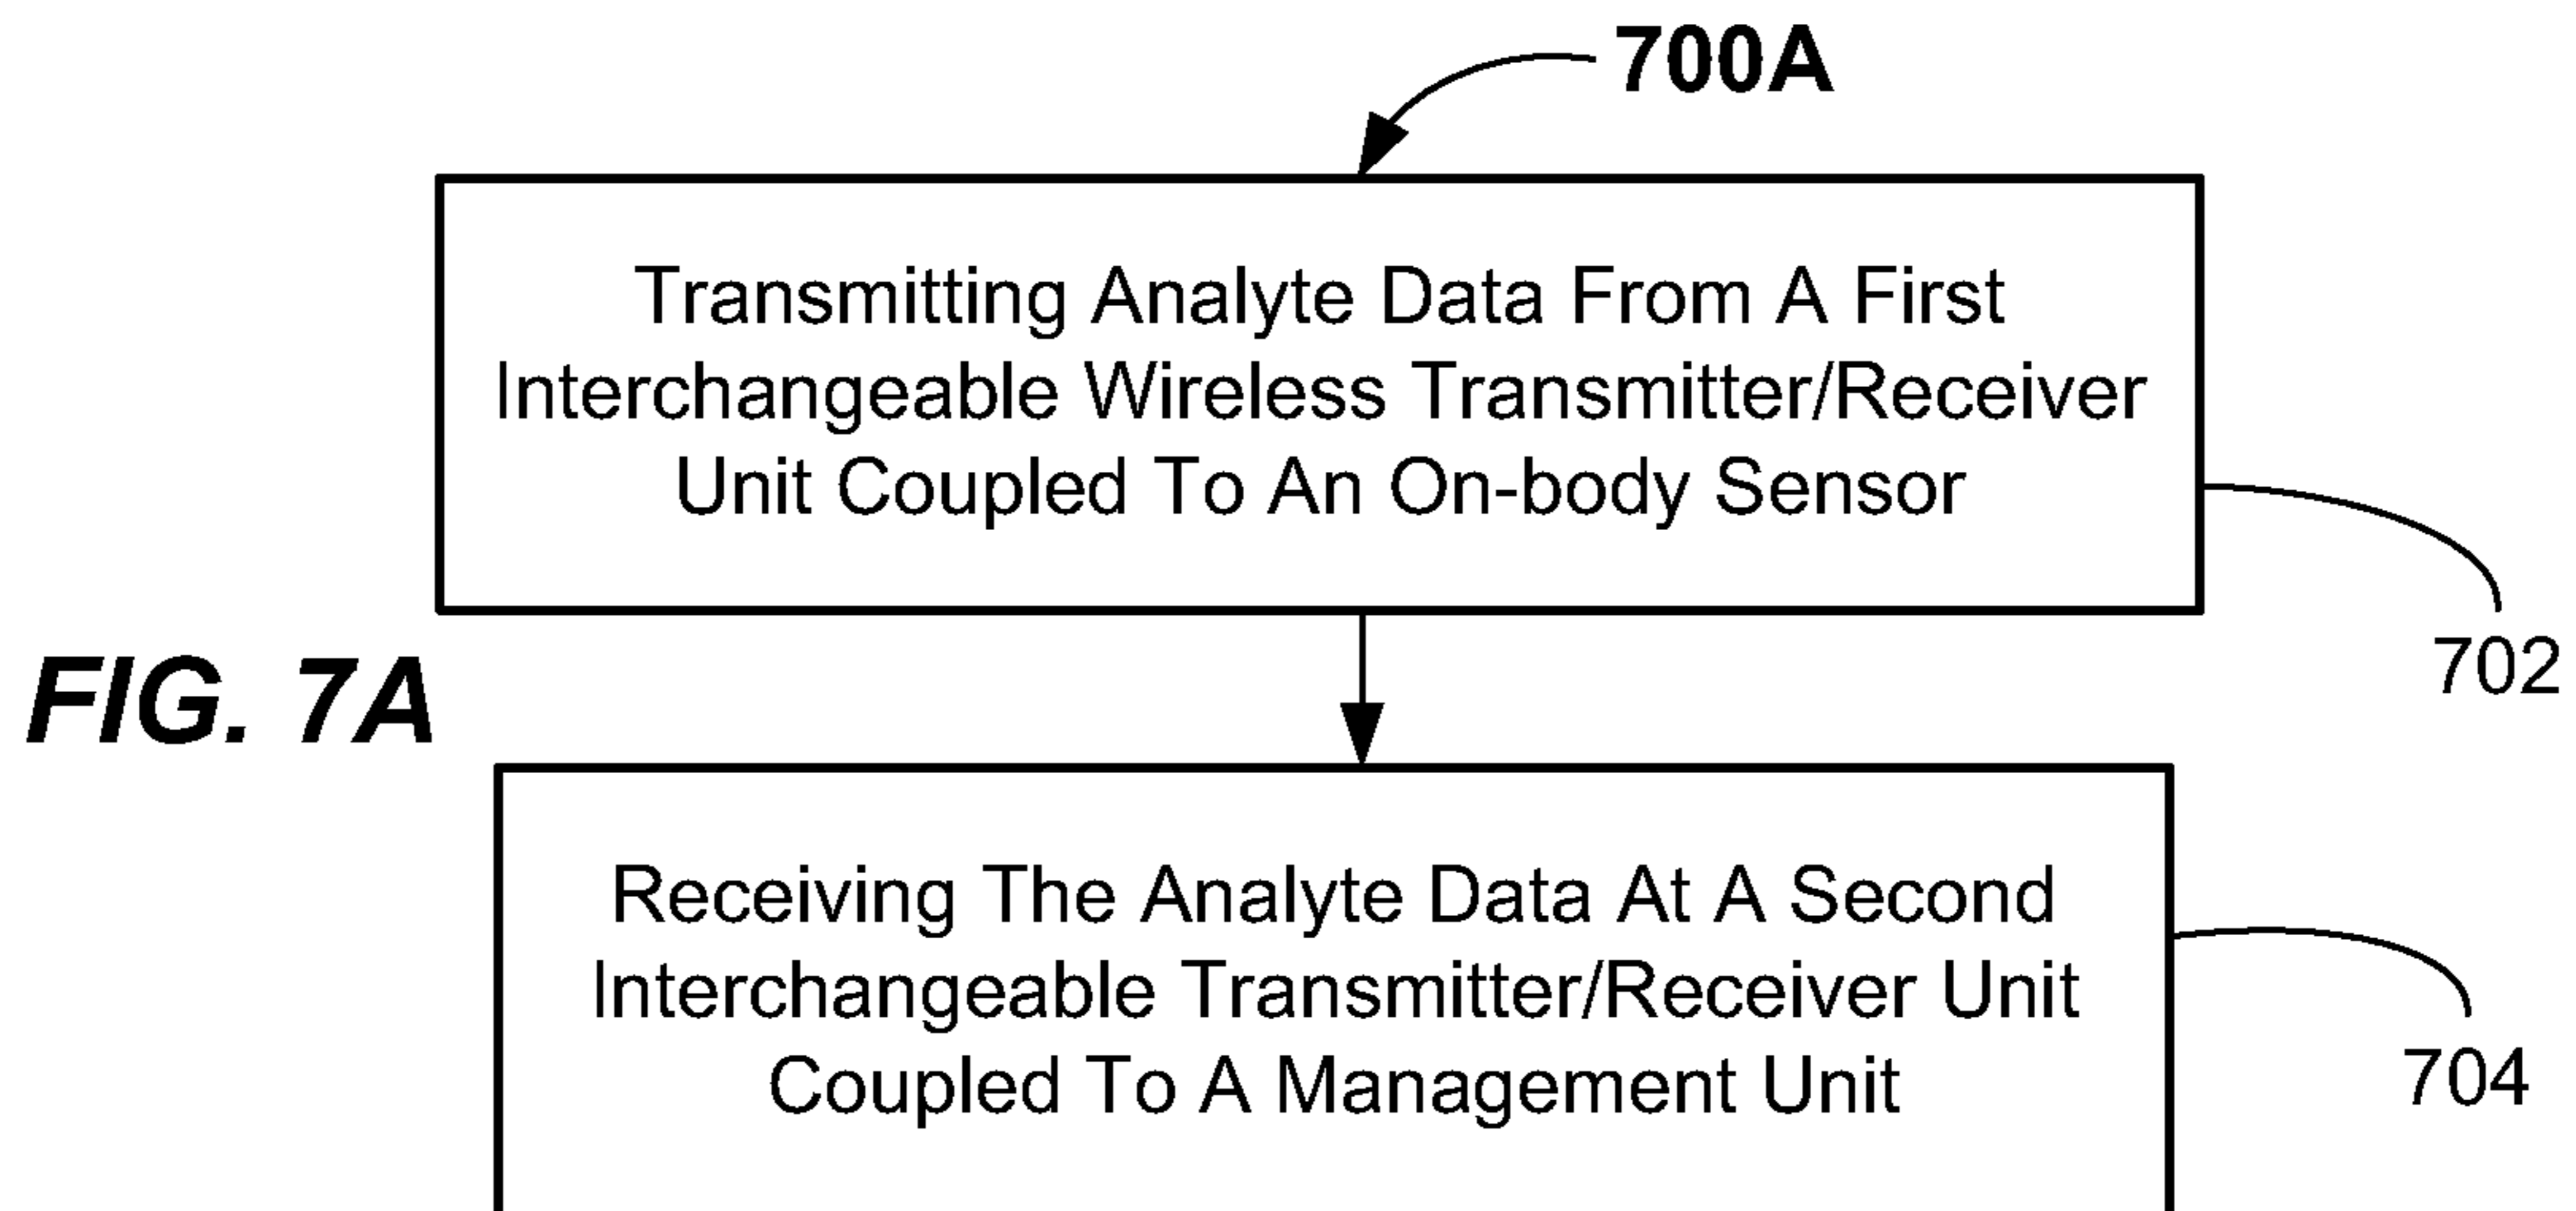 700A
Transmitting Analyte Data From A First
Interchangeable Wireless Transmitter/Receiver
Unit Coupled To An On-body Sensor
702
FIG. 7A
Receiving The Analyte Data At A Second
Interchangeable Transmitter/Receiver Unit
Coupled To A Management Unit
704